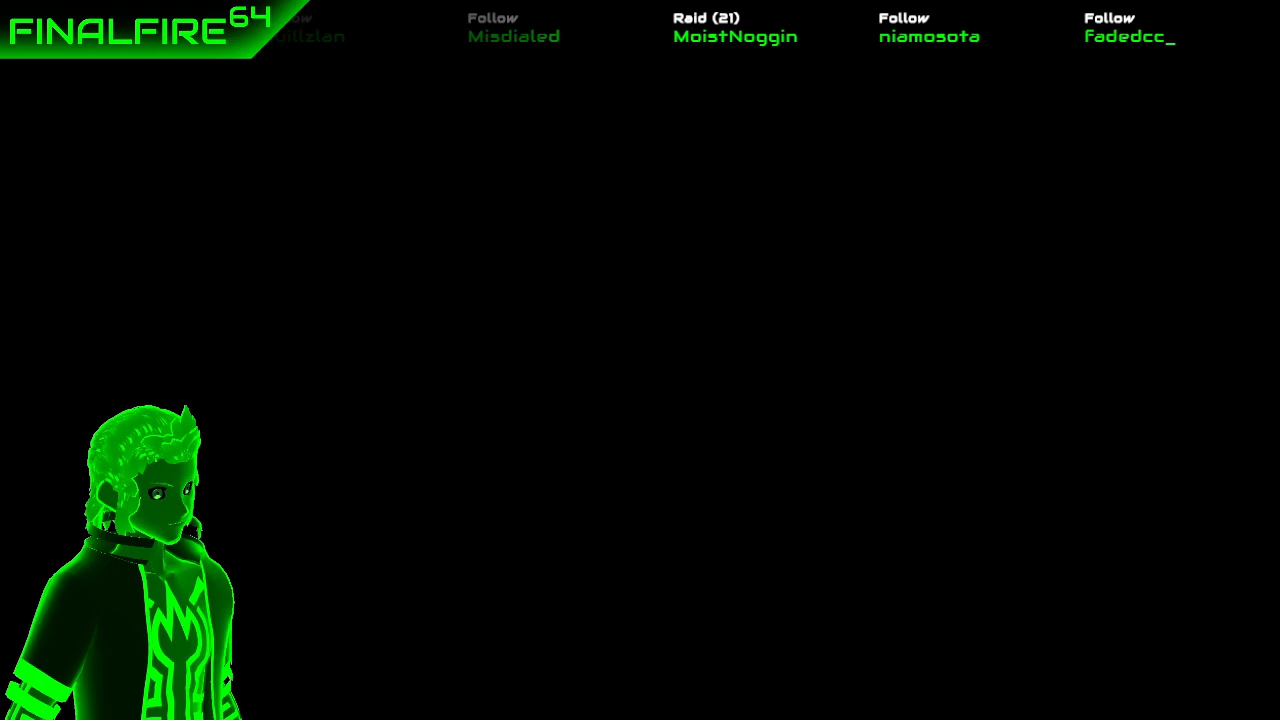 FINALFIRE64
Follow
Misdialed
Raid (21)
MoistNoggin
Follow
niamosota
Follow
Fadedcc_